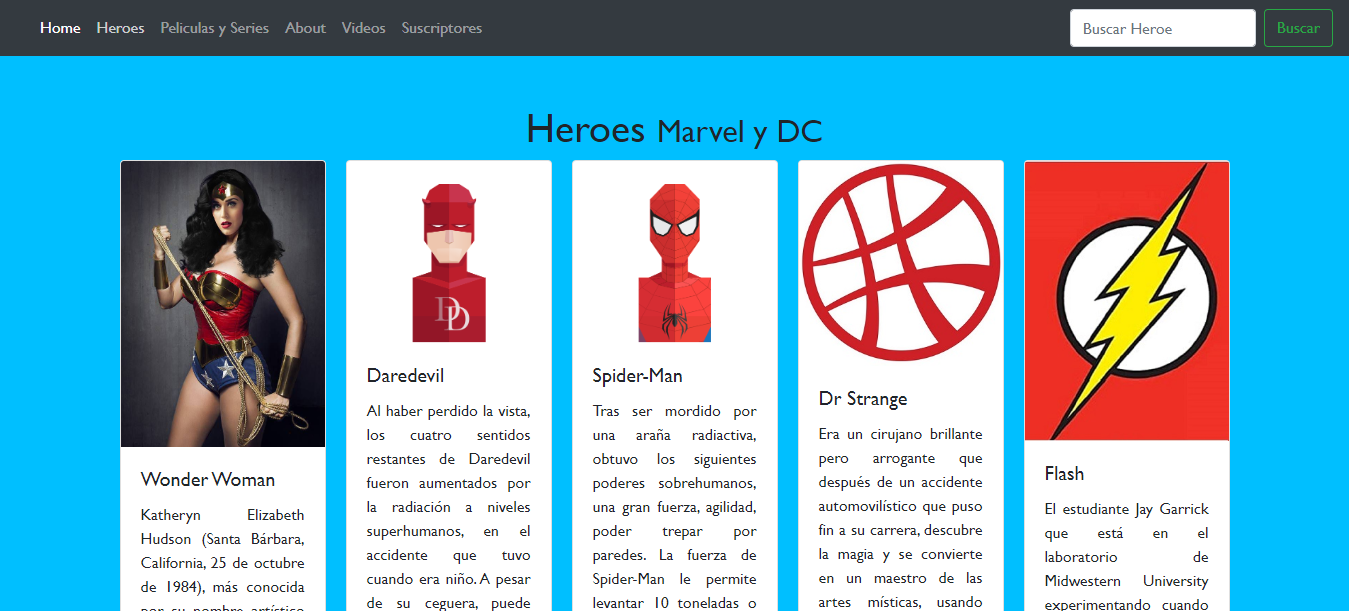 Home Heroes Peliculas y Series About Videos Suscriptores Buscar Heroe Buscar
Heroes Marvel y DC
Wonder Woman
Katheryn Elizabeth
Hudson (Santa Bárbara,
California, 25 de octubre
de 1984), más conocida
por su nombre artístico
DD
Daredevil
Al haber perdido la vista,
los cuatro sentidos
restantes de Daredevil
fueron aumentados por
la radiación a niveles
superhumanos, en el
accidente que tuvo
cuando era niño. A pesar
de su ceguera, puede
Spider-Man
Tras ser mordido por
una araña radiactiva,
obtuvo los siguientes
poderes sobrehumanos,
una gran fuerza, agilidad,
poder trepar por
paredes. La fuerza de
Spider-Man le permite
levantar 10 toneladas o
Dr Strange
Era un cirujano brillante
pero arrogante que
después de un accidente
automovilístico que puso
fin a su carrera, descubre
la magia y se convierte
en un maestro de las
artes místicas, usando
Flash
El estudiante Jay Garrick
que está en el
laboratorio de
Midwestern University
experimentando cuando